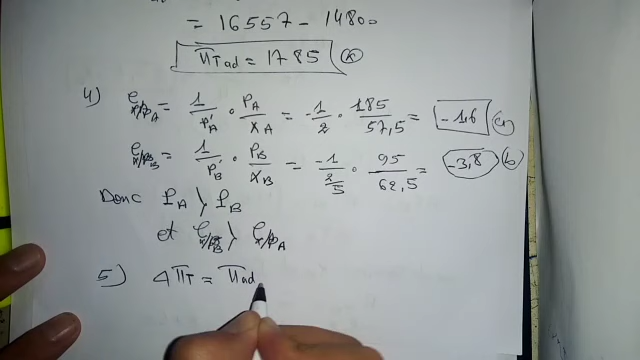 = 16557 - 14800
ΠTad = 1785 (*)
4) e x/pA = 1/P'A · PA/xA = -1/2 · 185/57,5 = -1,6 (a)
e x/pB = 1/P'B · PB/xB = -1/(2/5) · 95/62,5 = -3,8 (b)
Donc PA > PB
et e x/pB > e x/pA
5) ΔΠT = Πad